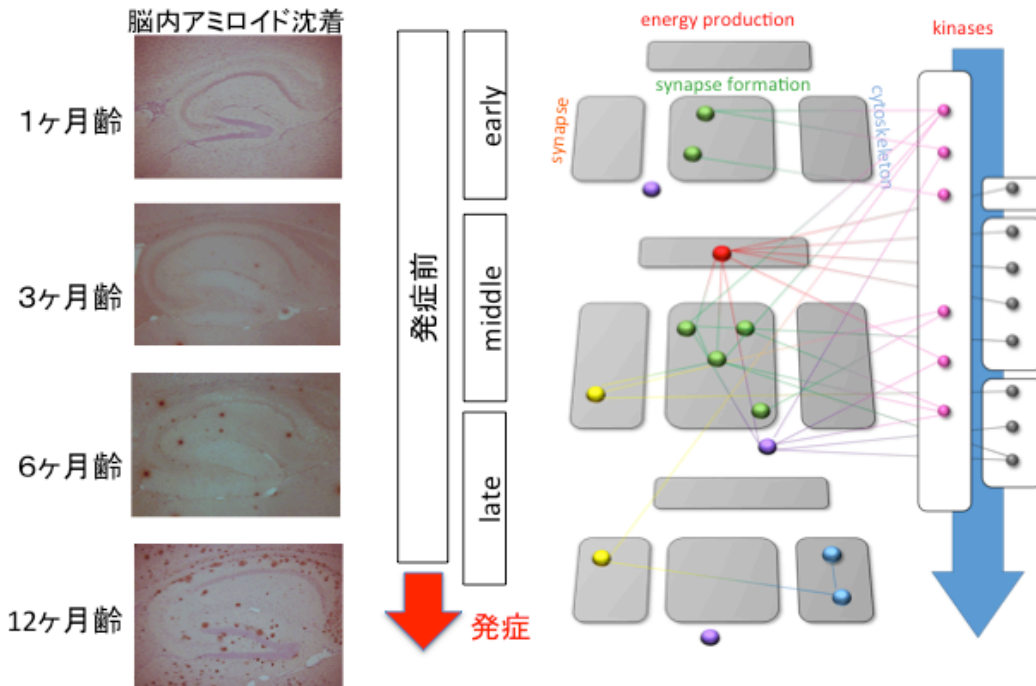 脳内アミロイド沈着
1ヶ月齢
3ヶ月齢
6ヶ月齢
12ヶ月齢
発症前
early
middle
late
発症
energy production
synapse formation
synapse
cytoskeleton
kinases